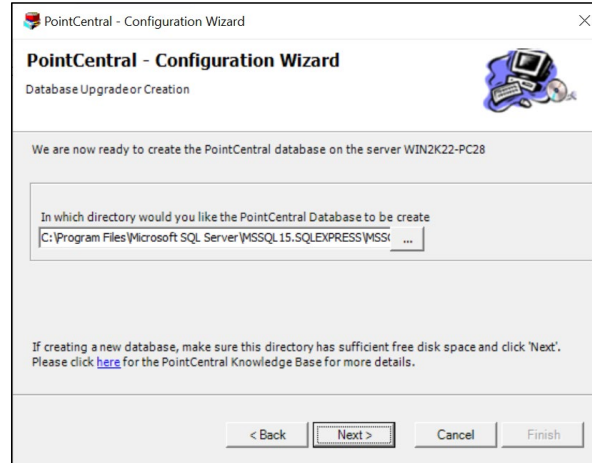 PointCentral - Configuration Wizard
PointCentral - Configuration Wizard
Database Upgradeor Creation
We are now ready to create the PointCentral database on the server WIN2K22-PC28
In which directory would you like the PointCentral Database to be create
C:\Program Files\Microsoft SQL Server\MSSQL15.SQLEXPRESS\MSSQ ...
If creating a new database, make sure this directory has sufficient free disk space and click 'Next'.
Please click here for the PointCentral Knowledge Base for more details.
< Back Next > Cancel Finish